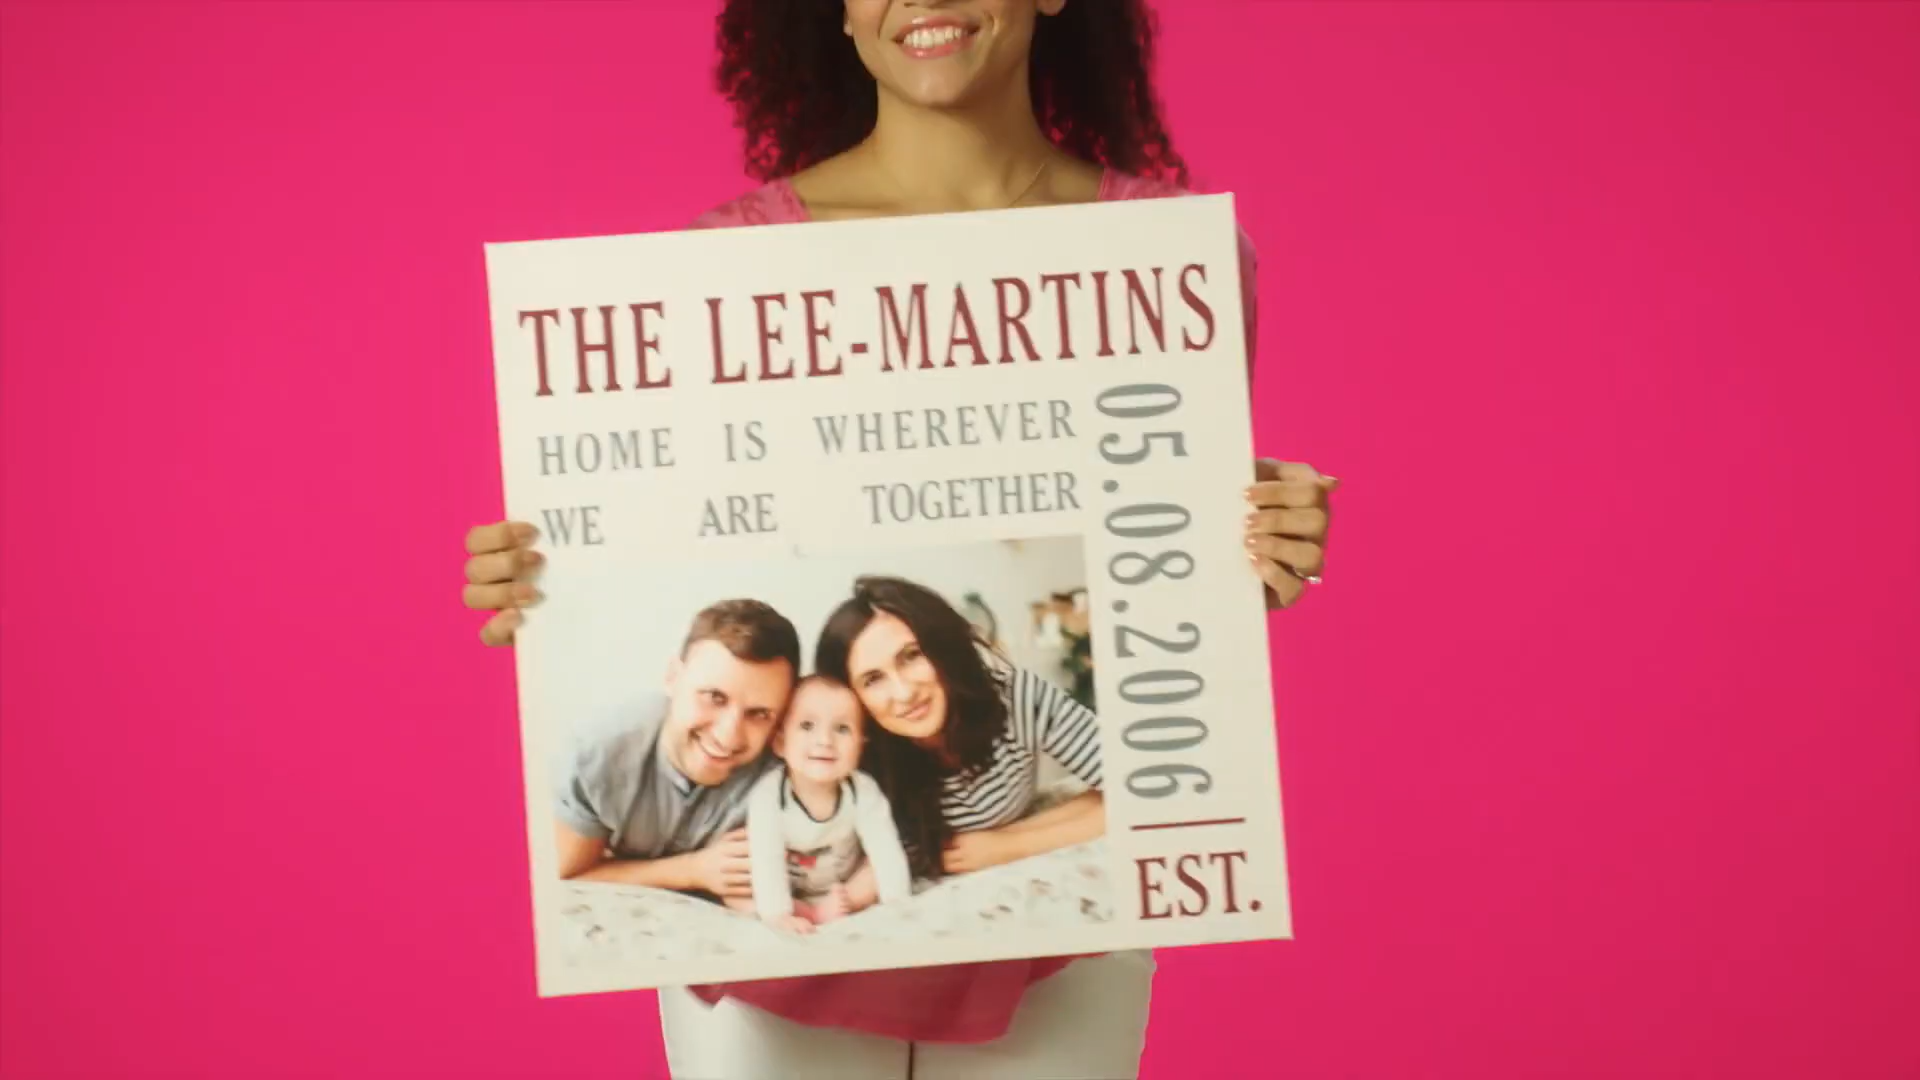 THE LEE-MARTINS
HOME IS WHEREVER
WE ARE TOGETHER
05.08.2006
EST.